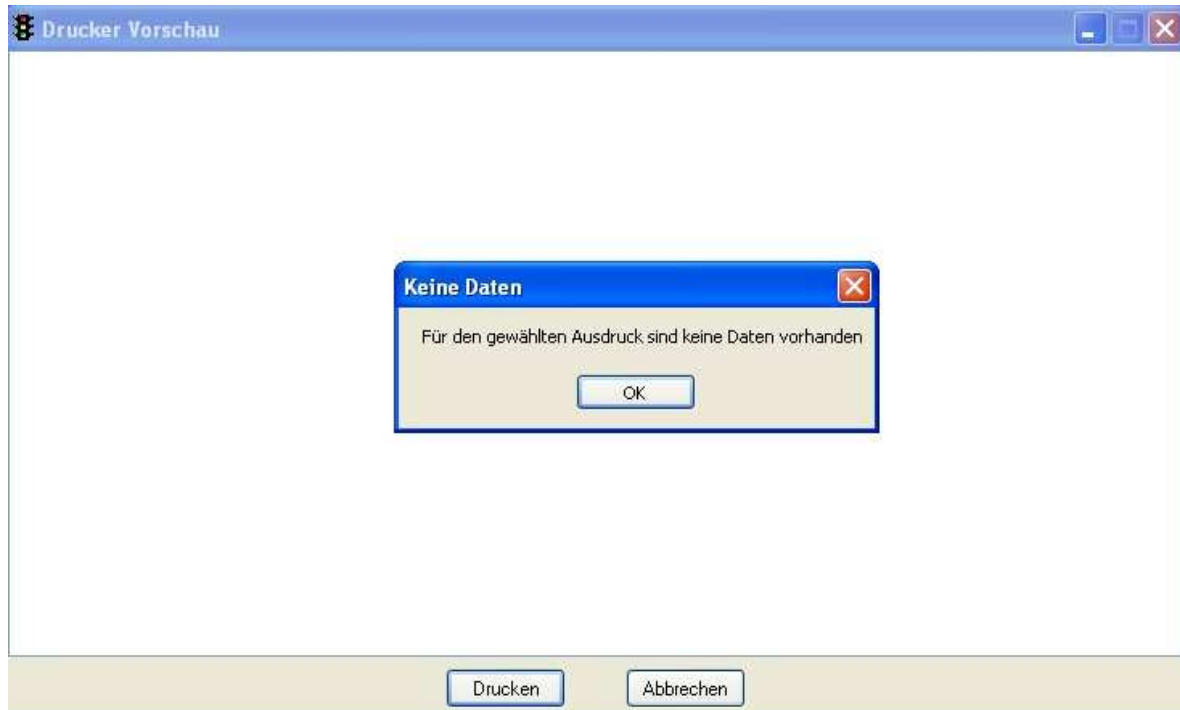 Drucker Vorschau
Keine Daten
Für den gewählten Ausdruck sind keine Daten vorhanden
OK
Drucken Abbrechen